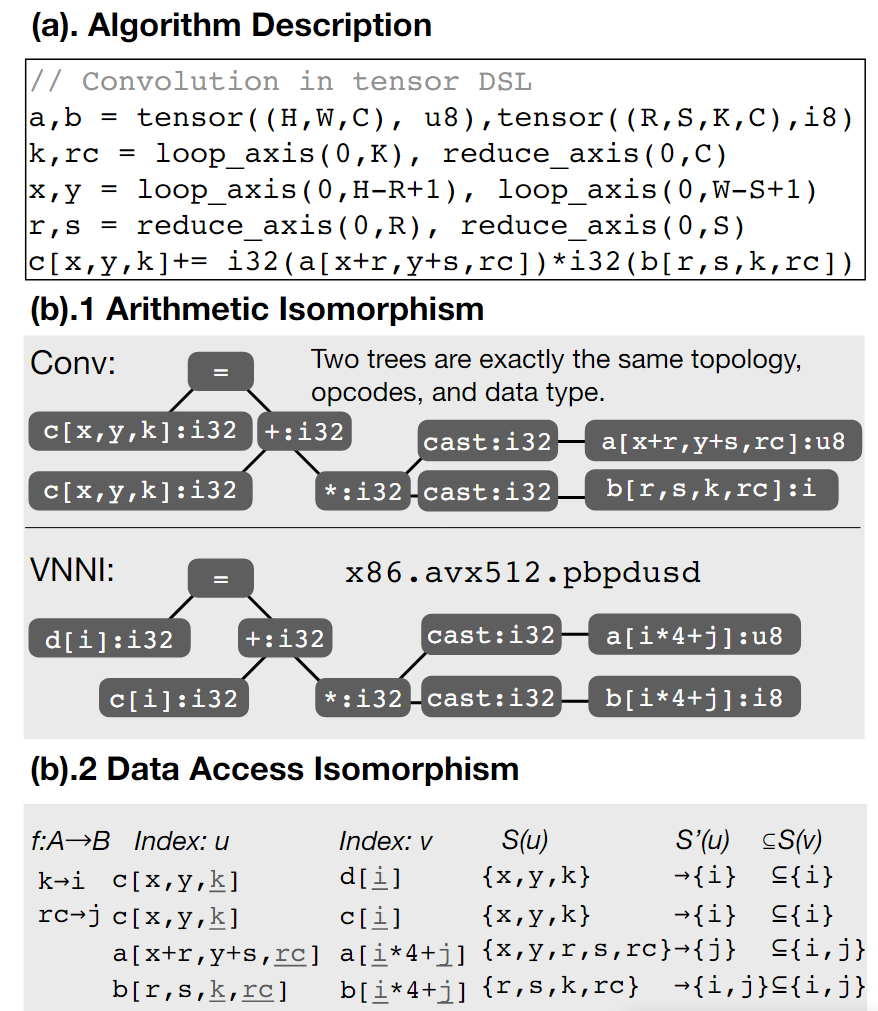 (a). Algorithm Description
// Convolution in tensor DSL
a,b = tensor((H,W,C), u8),tensor((R,S,K,C),i8)
k,rc = loop_axis(0,K), reduce_axis(0,C)
x,y = loop_axis(0,H-R+1), loop_axis(0,W-S+1)
r,s = reduce_axis(0,R), reduce_axis(0,S)
c[x,y,k]+= i32(a[x+r,y+s,rc])*i32(b[r,s,k,rc])
(b).1 Arithmetic Isomorphism
Conv:
=
Two trees are exactly the same topology,
opcodes, and data type.
c[x,y,k]:i32 +:i32 cast:i32 a[x+r,y+s,rc]:u8
c[x,y,k]:i32 *:i32 cast:i32 b[r,s,k,rc]:i
VNNI: = x86.avx512.pbpdusd
d[i]:i32 +:i32 cast:i32 a[i*4+j]:u8
c[i]:i32 *:i32 cast:i32 b[i*4+j]:i8
(b).2 Data Access Isomorphism
f:A→B Index: u Index: v S(u) S'(u) ⊆S(v)
k→i c[x,y,k] d[i] {x,y,k} →{i} ⊆{i}
rc→j c[x,y,k] c[i] {x,y,k} →{i} ⊆{i}
a[x+r,y+s,rc] a[i*4+j] {x,y,r,s,rc}→{j} ⊆{i,j}
b[r,s,k,rc] b[i*4+j] {r,s,k,rc} →{i,j}⊆{i,j}